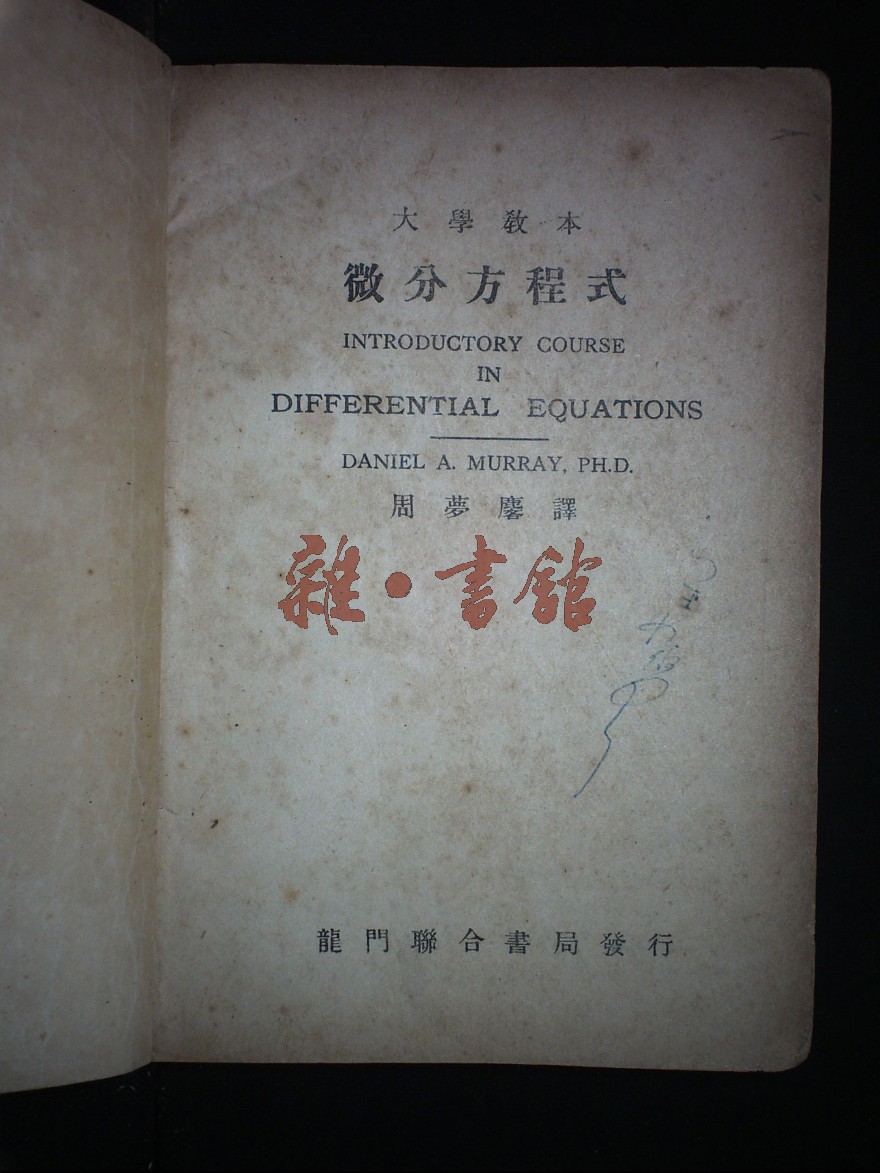 大學教本
微分方程式
INTRODUCTORY COURSE
IN
DIFFERENTIAL EQUATIONS
DANIEL A. MURRAY, PH.D.
周夢麐譯
雜·書館
龍門聯合書局發行